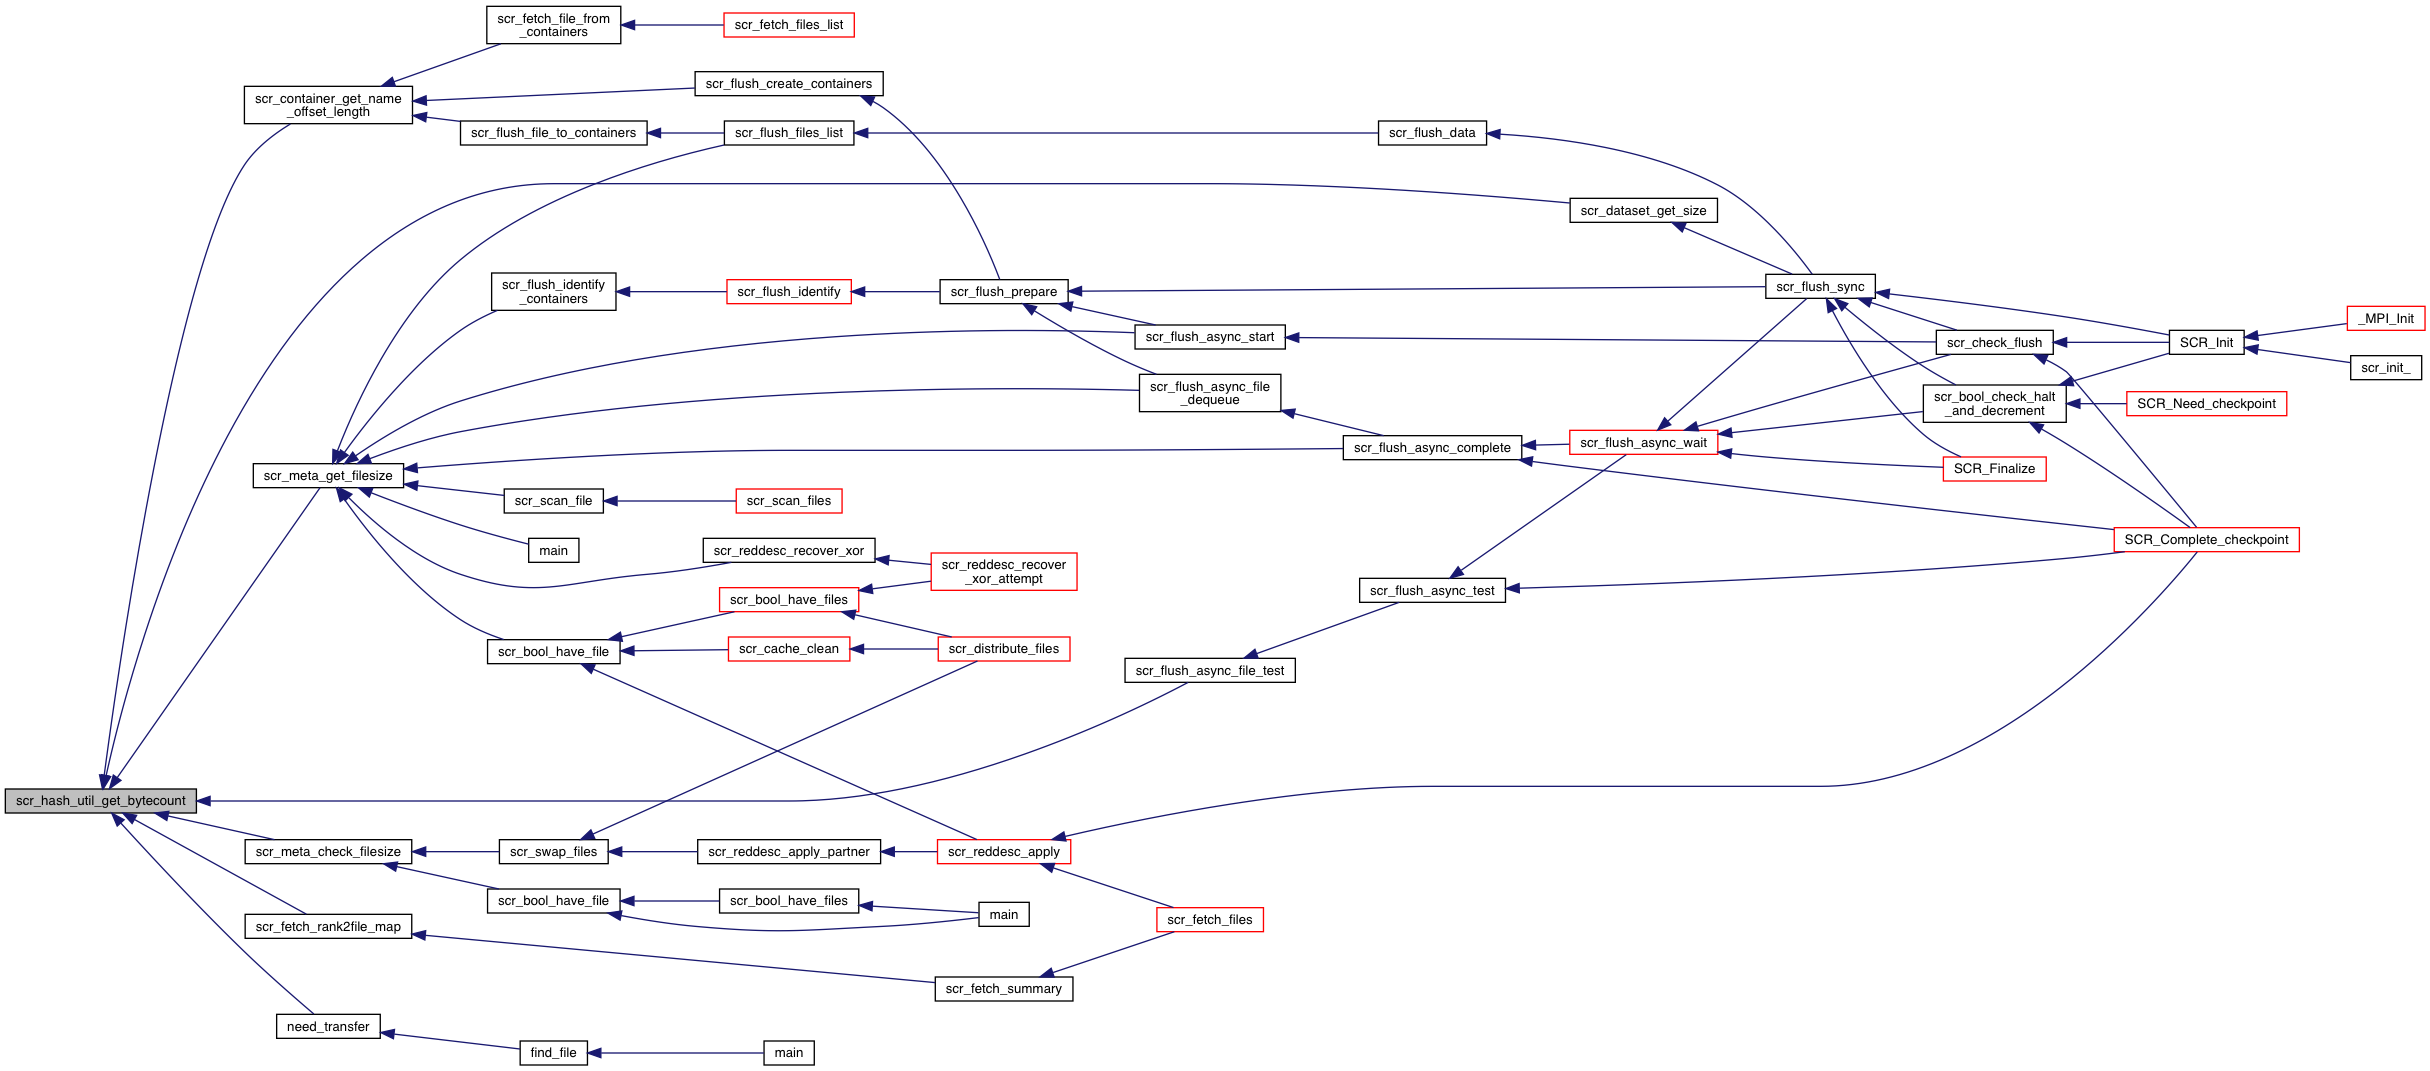 scr_fetch_file_from
_containers
scr_fetch_files_list
scr_container_get_name
_offset_length
scr_flush_create_containers
scr_flush_file_to_containers
scr_flush_files_list
scr_flush_data
scr_dataset_get_size
scr_flush_identify
_containers
scr_flush_identify
scr_flush_prepare
scr_flush_sync
scr_flush_async_start
scr_check_flush
SCR_Init
_MPI_Init
scr_init_
scr_flush_async_file
_dequeue
scr_bool_check_halt
_and_decrement
SCR_Need_checkpoint
scr_flush_async_complete
scr_flush_async_wait
SCR_Finalize
scr_meta_get_filesize
scr_scan_file
scr_scan_files
main
scr_reddesc_recover_xor
scr_reddesc_recover
_xor_attempt
SCR_Complete_checkpoint
scr_bool_have_files
scr_flush_async_test
scr_bool_have_file
scr_cache_clean
scr_distribute_files
scr_flush_async_file_test
scr_hash_util_get_bytecount
scr_meta_check_filesize
scr_swap_files
scr_reddesc_apply_partner
scr_reddesc_apply
scr_bool_have_file
scr_bool_have_files
main
scr_fetch_rank2file_map
scr_fetch_files
scr_fetch_summary
need_transfer
find_file
main